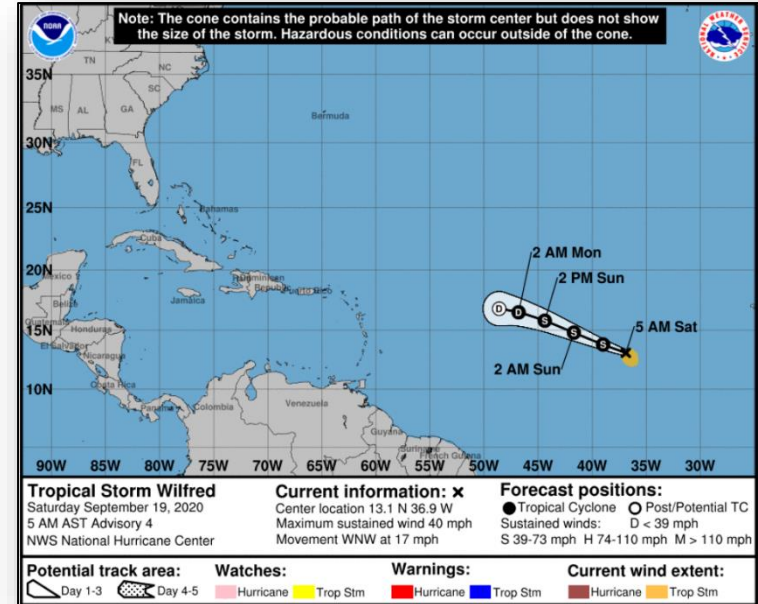 Note: The cone contains the probable path of the storm center but does not show
the size of the storm. Hazardous conditions can occur outside of the cone.
NOAA
35N
30N
25N
20N
15N
10N
KY
TN
NC
SC
MS
AL
GA
FL
Bermuda
Bahamas
Cuba
Mexico
Dominican
Republic
Puerto Rico
Jamaica
Belize
Guatemala
Honduras
El Salvador
Nicaragua
Costa Rica
Panama
Colombia
Venezuela
Guyana
Suriname
French Guiana
2 AM Mon
2 PM Sun
5 AM Sat
2 AM Sun
D
D
S
S
S
90W 85W 80W 75W 70W 65W 60W 55W 50W 45W 40W 35W 30W
Tropical Storm Wilfred
Saturday September 19, 2020
5 AM AST Advisory 4
NWS National Hurricane Center
Current information: x
Center location 13.1 N 36.9 W
Maximum sustained wind 40 mph
Movement WNW at 17 mph
Forecast positions:
Tropical Cyclone Post/Potential TC
Sustained winds: D < 39 mph
S 39-73 mph H 74-110 mph M > 110 mph
Potential track area:
Day 1-3 Day 4-5
Watches:
Hurricane Trop Stm
Warnings:
Hurricane Trop Stm
Current wind extent:
Hurricane Trop Stm